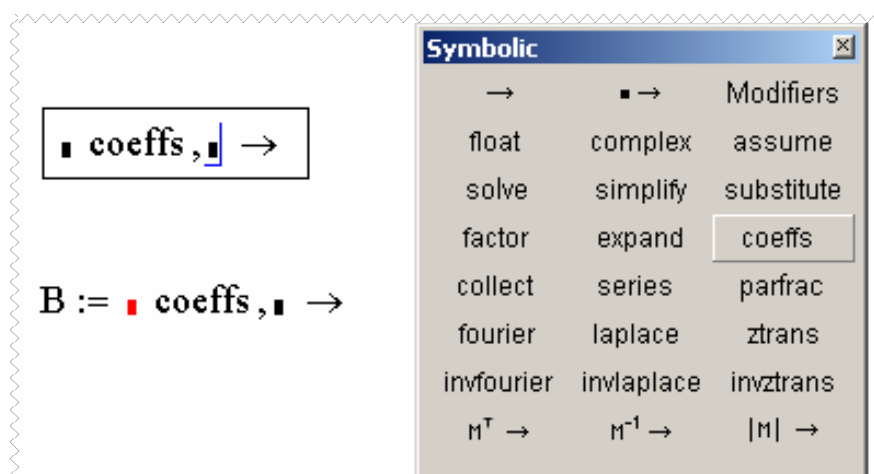 Symbolic
→ ▪ → Modifiers
▪ coeffs ,▪ →
float complex assume
solve simplify substitute
factor expand coeffs
B := ▪ coeffs ,▪ →
collect series parfrac
fourier laplace ztrans
invfourier invlaplace invztrans
Mᵀ → M⁻¹ → |M| →